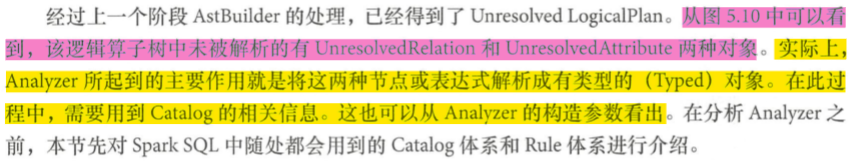 经过上一个阶段 AstBuilder 的处理，已经得到了 Unresolved LogicalPlan。从图 5.10 中可以看
到，该逻辑算子树中未被解析的有 UnresolvedRelation 和 UnresolvedAttribute 两种对象。实际上，
Analyzer 所起到的主要作用就是将这两种节点或表达式解析成有类型的（Typed）对象。在此过
程中，需要用到 Catalog 的相关信息。这也可以从 Analyzer 的构造参数看出。在分析 Analyzer 之
前，本节先对 Spark SQL 中随处都会用到的 Catalog 体系和 Rule 体系进行介绍。